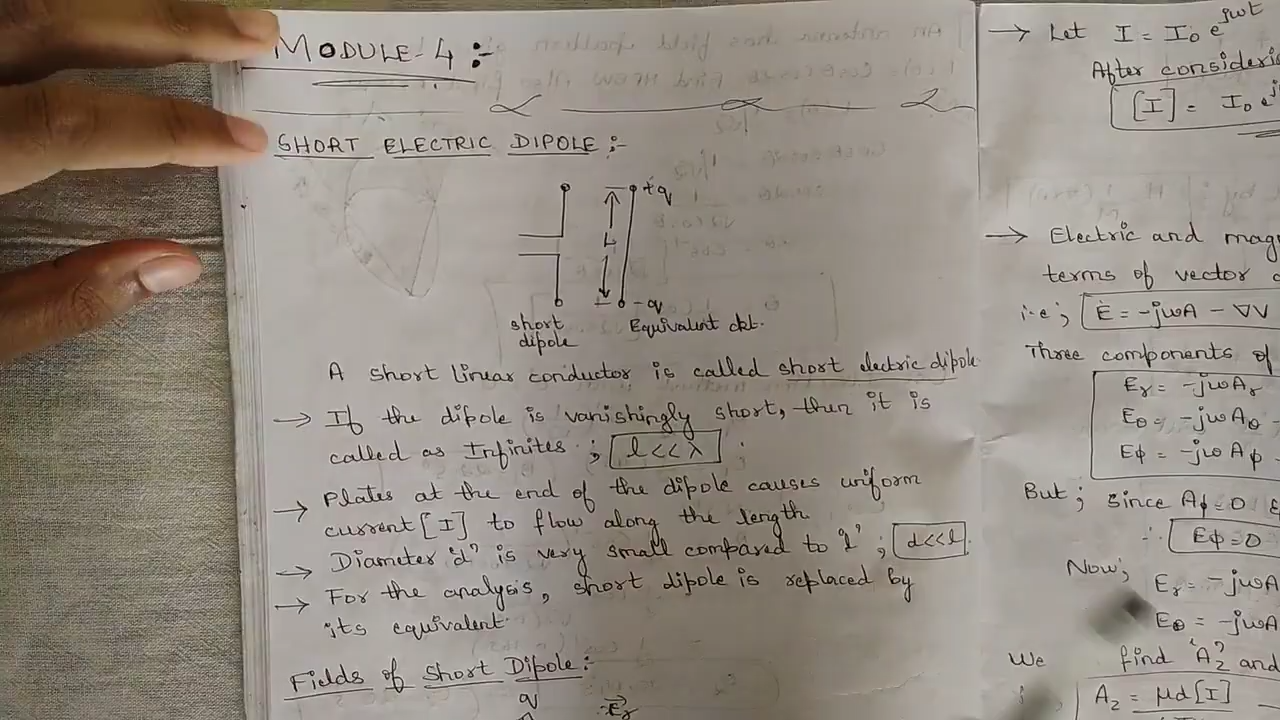 MODULE-4 :-
SHORT ELECTRIC DIPOLE :-
+q
L
-q
short dipole
Equivalent ckt.
A short linear conductor is called short electric dipole
→ If the dipole is vanishingly short, then it is
called as Infinites ; l<<λ ;
→ Plates at the end of the dipole causes uniform
current [I] to flow along the length
→ Diameter 'd' is very small compared to 'l' ; d<<l.
→ For the analysis, short dipole is replaced by
its equivalent.
Fields of Short Dipole :-
q
Er
→ Let I = I₀ e^jωt
After consideri
[I] = I₀ e^j
→ Electric and mag
terms of vector
i.e; E = -jωA - ∇V
Three components of
Er = -jωAr
Eθ = -jωAθ -
Eϕ = -jωAϕ -
But; since Aϕ=0
∴ Eϕ=0
Now; Er = -jωA
Eθ = -jωA
We find 'Az' and
Az = μd[I]